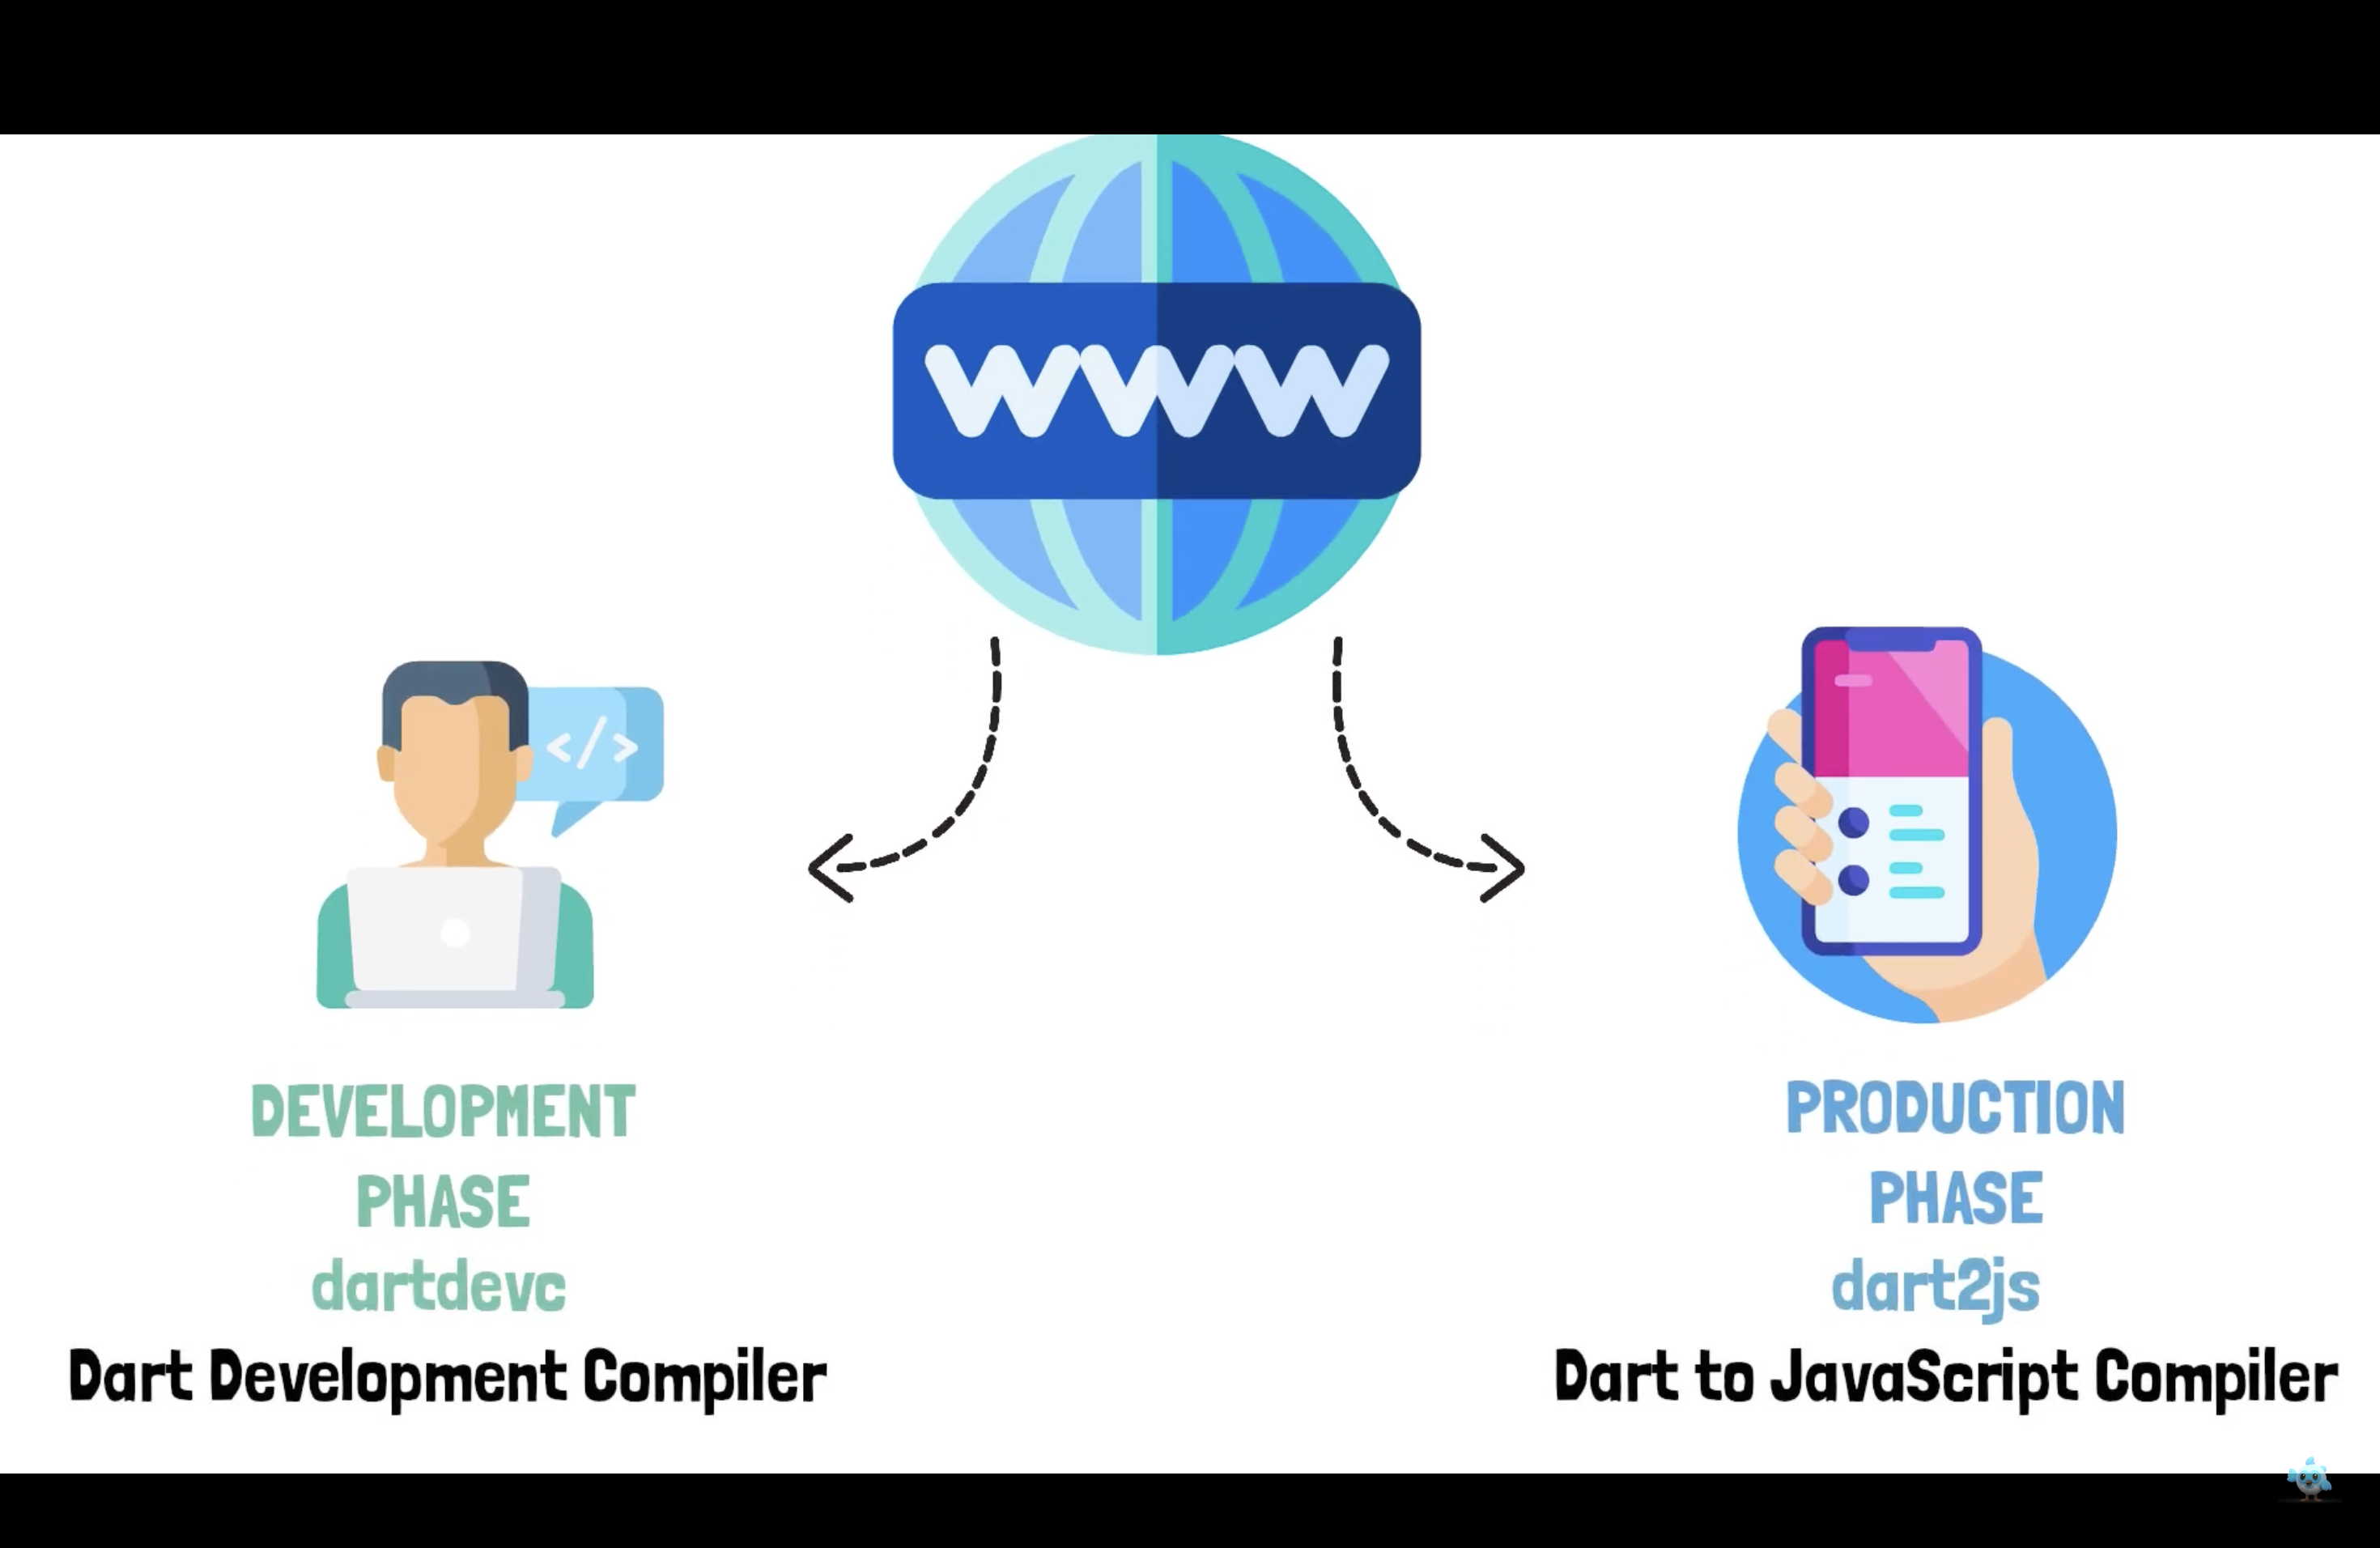 WWW
</>
DEVELOPMENT
PHASE
dartdevc
Dart Development Compiler
PRODUCTION
PHASE
dart2js
Dart to JavaScript Compiler